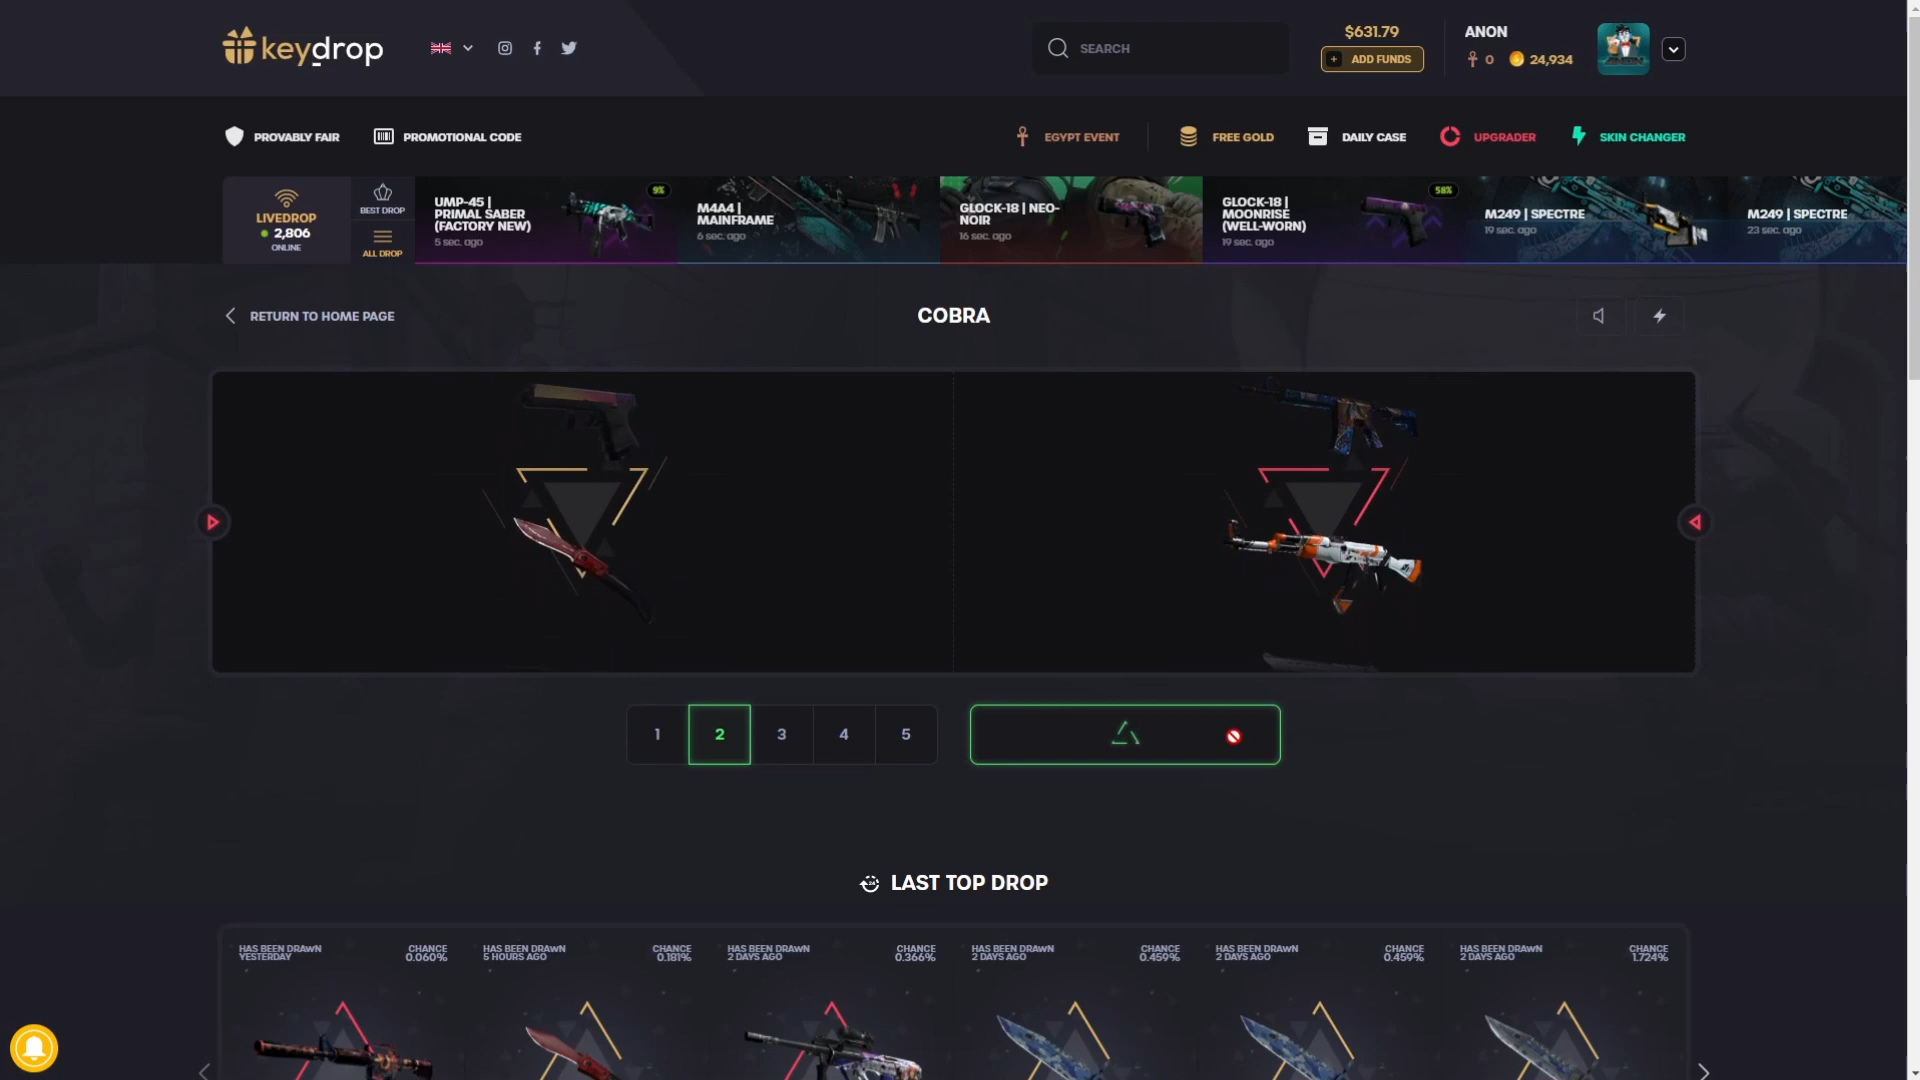 keydrop
SEARCH
$631.79
+ ADD FUNDS
ANON
0 24,934
PROVABLY FAIR
PROMOTIONAL CODE
EGYPT EVENT
FREE GOLD
DAILY CASE
UPGRADER
SKIN CHANGER
LIVEDROP
2,806
ONLINE
BEST DROP
ALL DROP
UMP-45 |
PRIMAL SABER
(FACTORY NEW)
5 sec. ago
9%
M4A4 |
MAINFRAME
6 sec. ago
GLOCK-18 | NEO-
NOIR
16 sec. ago
GLOCK-18 |
MOONRISE
(WELL-WORN)
19 sec. ago
58%
M249 | SPECTRE
19 sec. ago
M249 | SPECTRE
23 sec. ago
RETURN TO HOME PAGE
COBRA
1 2 3 4 5
LAST TOP DROP
HAS BEEN DRAWN
YESTERDAY
CHANCE
0.060%
HAS BEEN DRAWN
5 HOURS AGO
CHANCE
0.181%
HAS BEEN DRAWN
2 DAYS AGO
CHANCE
0.366%
HAS BEEN DRAWN
2 DAYS AGO
CHANCE
0.459%
HAS BEEN DRAWN
2 DAYS AGO
CHANCE
0.459%
HAS BEEN DRAWN
2 DAYS AGO
CHANCE
1.724%